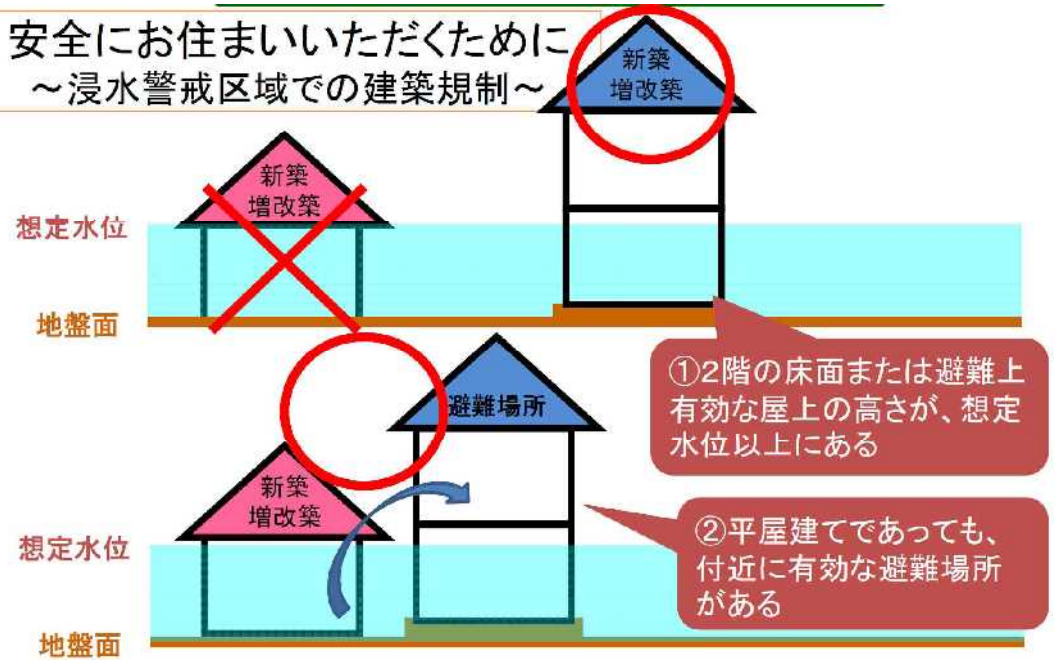 安全にお住まいいただくために
～浸水警戒区域での建築規制～
新築
増改築
新築
増改築
想定水位
地盤面
①2階の床面または避難上
有効な屋上の高さが、想定
水位以上にある
避難場所
新築
増改築
想定水位
②平屋建てであっても、
付近に有効な避難場所
がある
地盤面